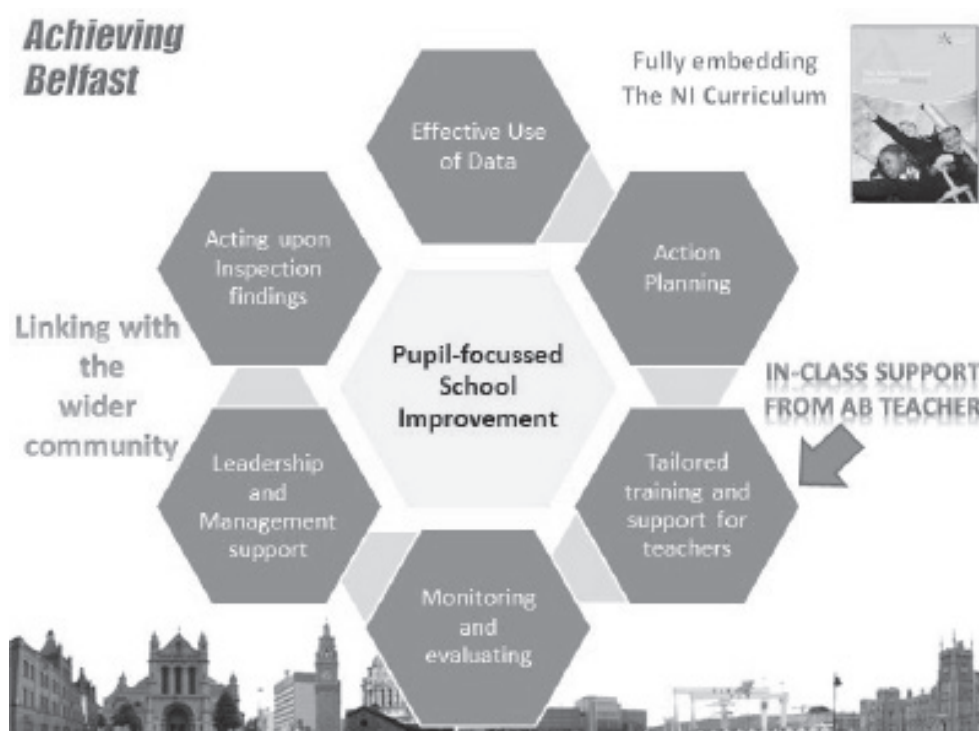 Achieving
Belfast
Fully embedding
The NI Curriculum
Effective Use
of Data
Acting upon
Inspection
findings
Action
Planning
Linking with
the
wider
community
Pupil-focussed
School
Improvement
IN-CLASS SUPPORT
FROM AB TEACHER
Leadership
and
Management
support
Tailored
training and
support for
teachers
Monitoring
and
evaluating